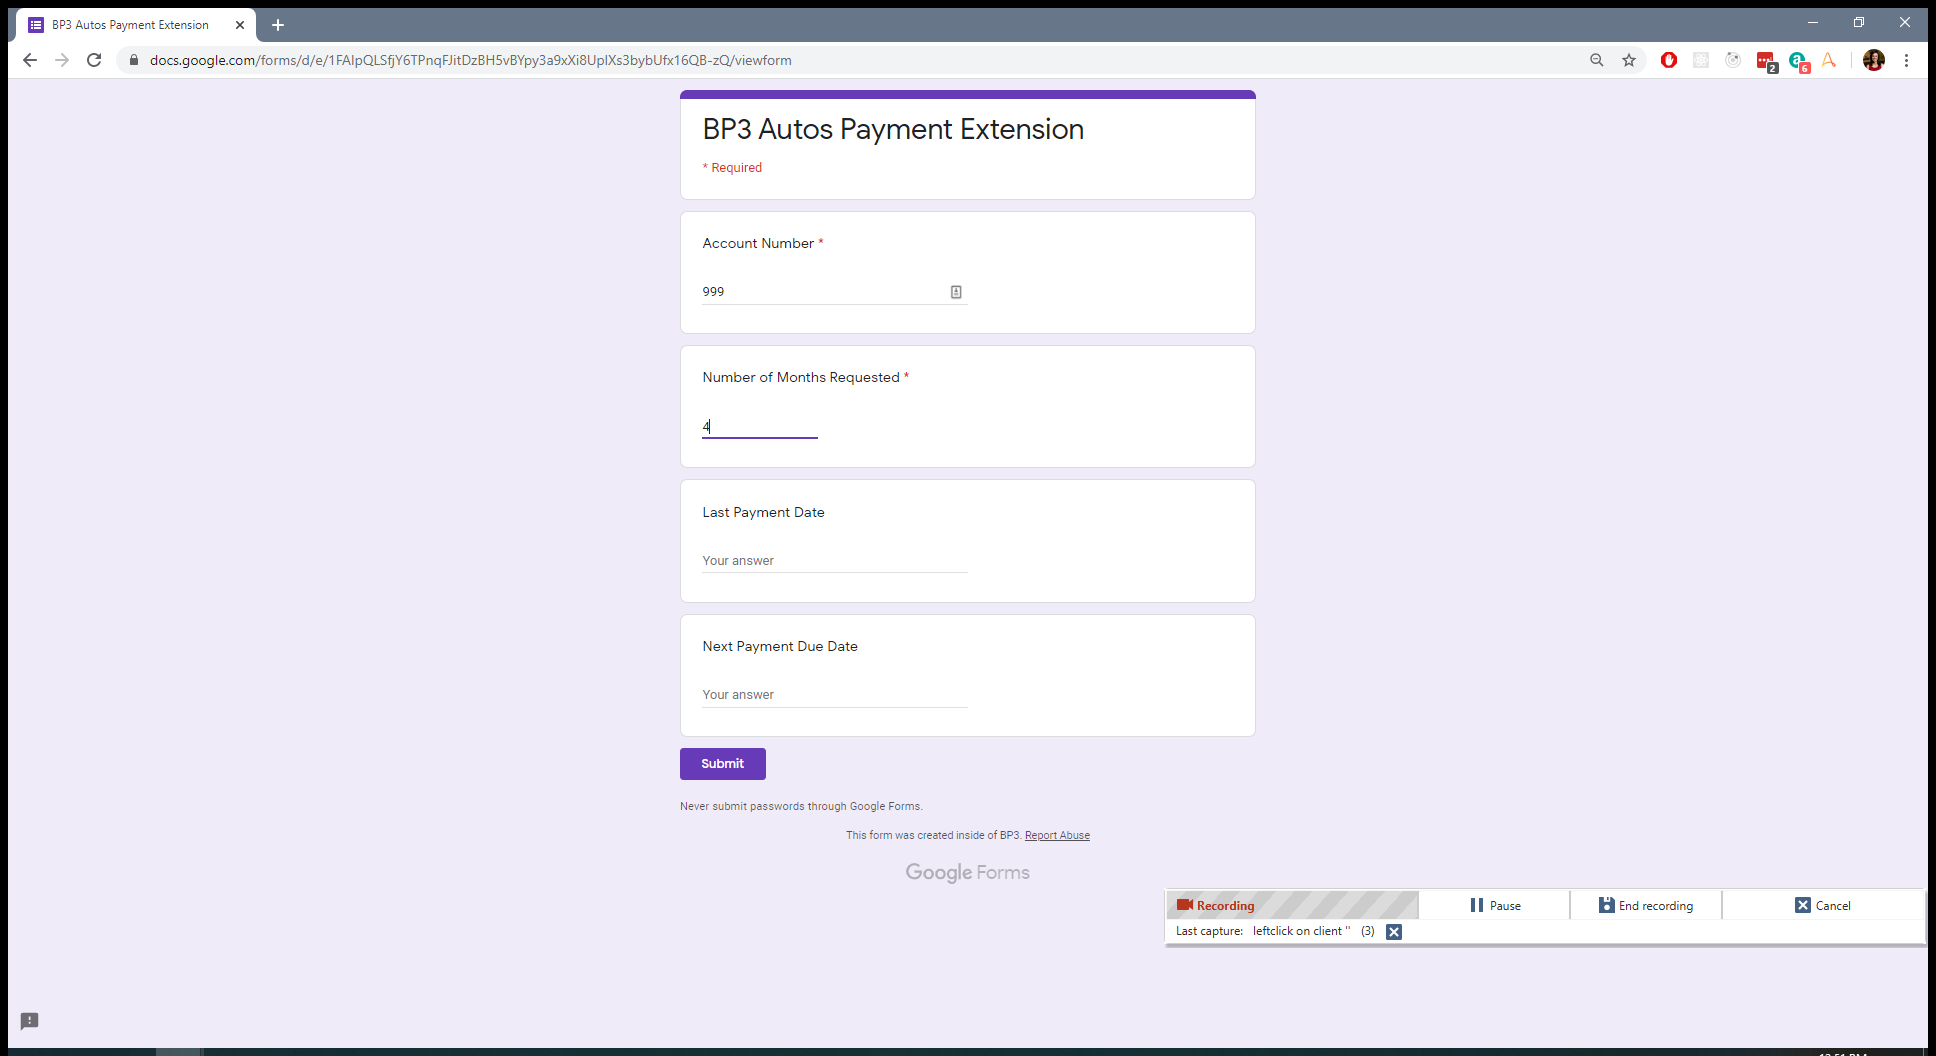 BP3 Autos Payment Extension
docs.google.com/forms/d/e/1FAIpQLSfjY6TPnqFJitDzBH5vBYpy3a9xXi8UplXs3bybUfx16QB-zQ/viewform
2
6
BP3 Autos Payment Extension
* Required
Account Number *
999
Number of Months Requested *
4
Last Payment Date
Your answer
Next Payment Due Date
Your answer
Submit
Never submit passwords through Google Forms.
This form was created inside of BP3. Report Abuse
Google Forms
Recording Pause End recording Cancel
Last capture: leftclick on client '' (3)